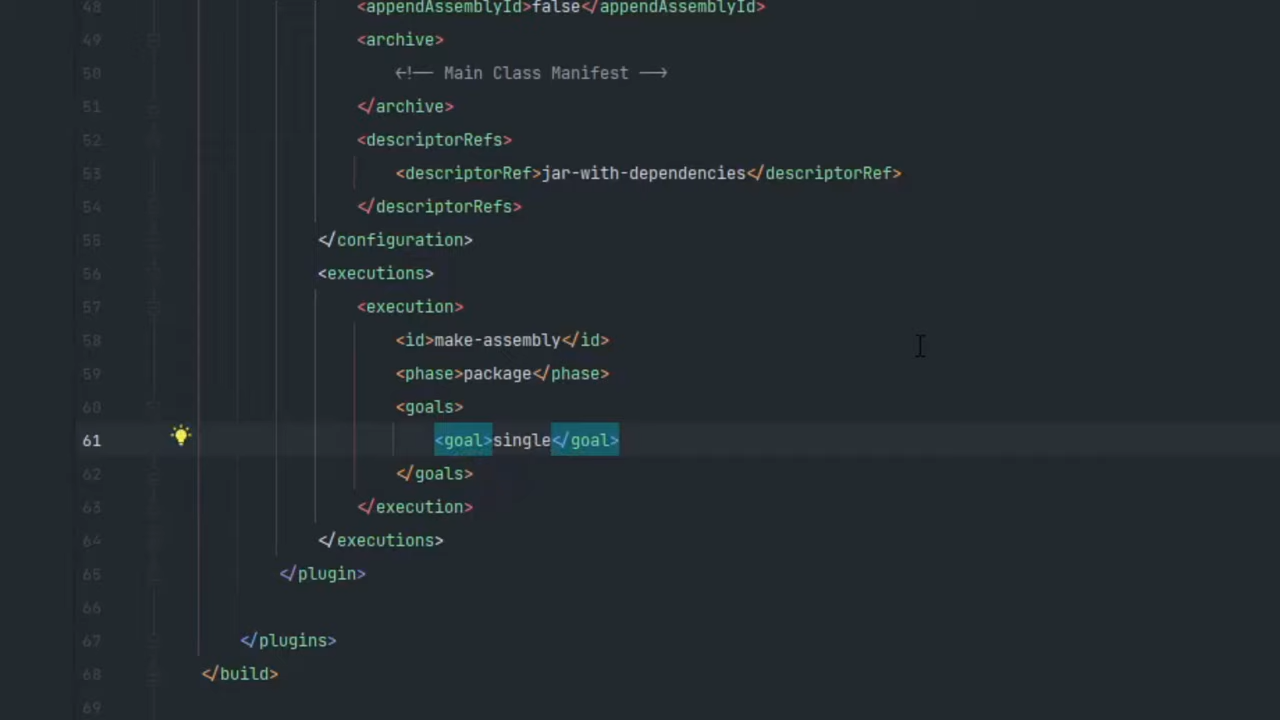 48 <appendAssemblyId>false</appendAssemblyId>
49 <archive>
50 <!-- Main Class Manifest -->
51 </archive>
52 <descriptorRefs>
53 <descriptorRef>jar-with-dependencies</descriptorRef>
54 </descriptorRefs>
55 </configuration>
56 <executions>
57 <execution>
58 <id>make-assembly</id>
59 <phase>package</phase>
60 <goals>
61 <goal>single</goal>
62 </goals>
63 </execution>
64 </executions>
65 </plugin>
66
67 </plugins>
68 </build>
69